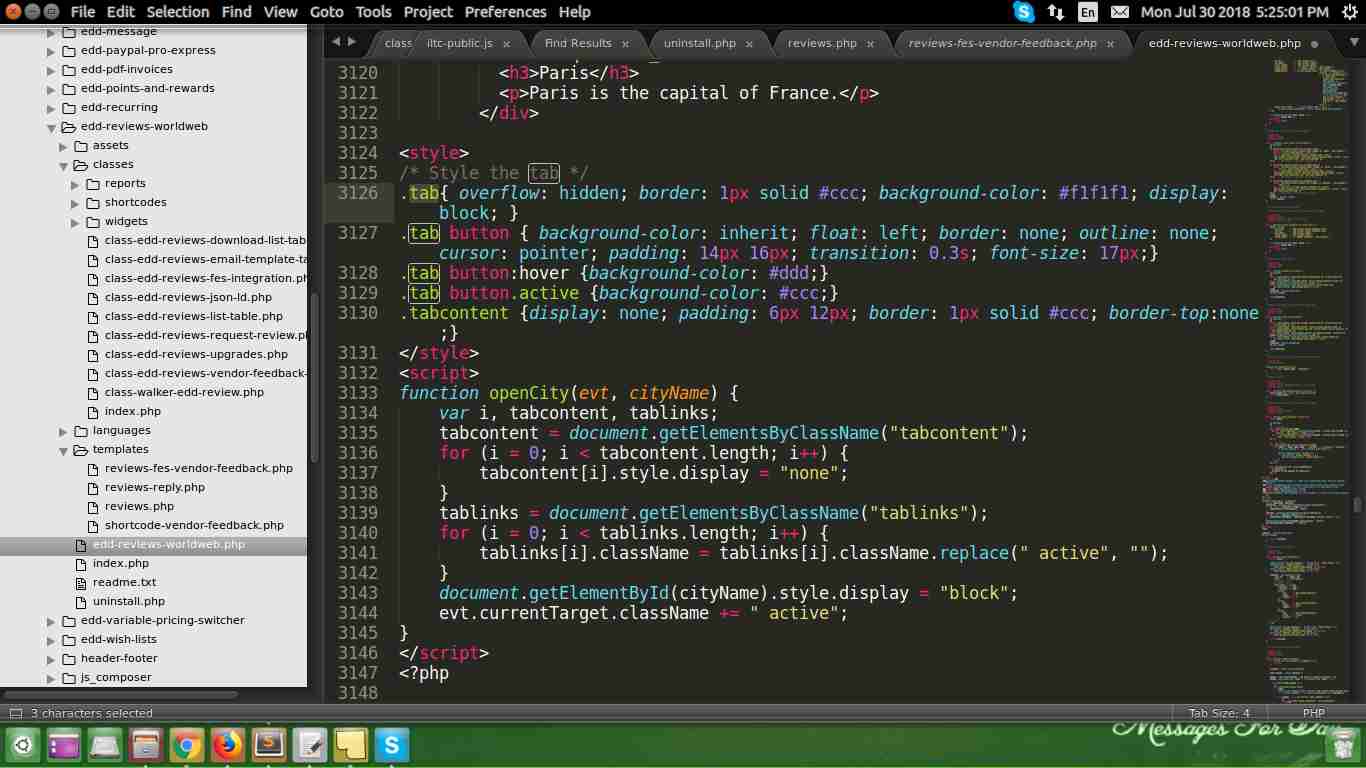 File Edit Selection Find View Goto Tools Project Preferences Help
En Mon Jul 30 2018 5:25:01 PM
edd-message
edd-paypal-pro-express
edd-pdf-invoices
edd-points-and-rewards
edd-recurring
edd-reviews-worldweb
assets
classes
reports
shortcodes
widgets
class-edd-reviews-download-list-tab
class-edd-reviews-email-template-ta
class-edd-reviews-fes-integration.ph
class-edd-reviews-json-ld.php
class-edd-reviews-list-table.php
class-edd-reviews-request-review.pl
class-edd-reviews-upgrades.php
class-edd-reviews-vendor-feedback-
class-walker-edd-review.php
index.php
languages
templates
reviews-fes-vendor-feedback.php
reviews-reply.php
reviews.php
shortcode-vendor-feedback.php
edd-reviews-worldweb.php
index.php
readme.txt
uninstall.php
edd-variable-pricing-switcher
edd-wish-lists
header-footer
js_composer
class iltc-public.js × Find Results × uninstall.php × reviews.php × reviews-fes-vendor-feedback.php × edd-reviews-worldweb.php
3120 <h3>Paris</h3>
3121 <p>Paris is the capital of France.</p>
3122 </div>
3123
3124 <style>
3125 /* Style the tab */
3126 .tab{ overflow: hidden; border: 1px solid #ccc; background-color: #f1f1f1; display:
block; }
3127 .tab button { background-color: inherit; float: left; border: none; outline: none;
cursor: pointer; padding: 14px 16px; transition: 0.3s; font-size: 17px;}
3128 .tab button:hover {background-color: #ddd;}
3129 .tab button.active {background-color: #ccc;}
3130 .tabcontent {display: none; padding: 6px 12px; border: 1px solid #ccc; border-top:none
;}
3131 </style>
3132 <script>
3133 function openCity(evt, cityName) {
3134 var i, tabcontent, tablinks;
3135 tabcontent = document.getElementsByClassName("tabcontent");
3136 for (i = 0; i < tabcontent.length; i++) {
3137 tabcontent[i].style.display = "none";
3138 }
3139 tablinks = document.getElementsByClassName("tablinks");
3140 for (i = 0; i < tablinks.length; i++) {
3141 tablinks[i].className = tablinks[i].className.replace(" active", "");
3142 }
3143 document.getElementById(cityName).style.display = "block";
3144 evt.currentTarget.className += " active";
3145 }
3146 </script>
3147 <?php
3148
3 characters selected Tab Size: 4 PHP
Messages For